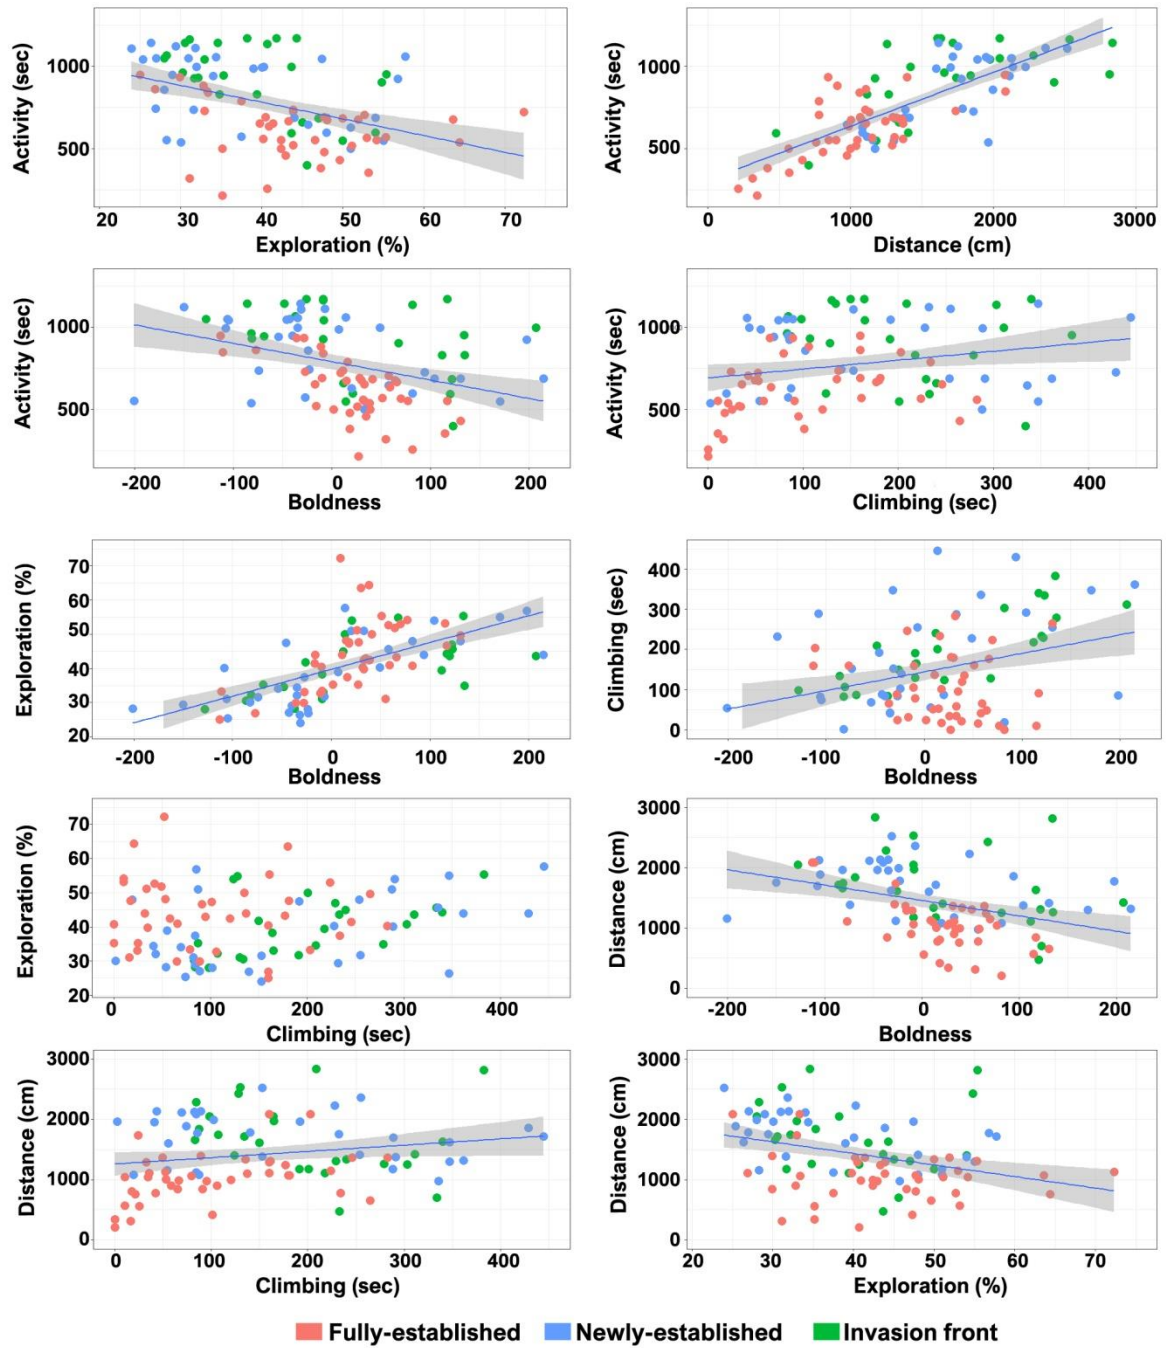 Activity (sec)
1000
500
20 30 40 50 60 70
Exploration (%)
Activity (sec)
1000
500
0 1000 2000 3000
Distance (cm)
Activity (sec)
1000
500
-200 -100 0 100 200
Boldness
Activity (sec)
1000
500
0 100 200 300 400
Climbing (sec)
Exploration (%)
70
60
50
40
30
20
-200 -100 0 100 200
Boldness
Climbing (sec)
400
300
200
100
0
-200 -100 0 100 200
Boldness
Exploration (%)
70
60
50
40
30
20
0 100 200 300 400
Climbing (sec)
Distance (cm)
3000
2000
1000
0
-200 -100 0 100 200
Boldness
Distance (cm)
3000
2000
1000
0
0 100 200 300 400
Climbing (sec)
Distance (cm)
3000
2000
1000
0
20 30 40 50 60 70
Exploration (%)
Fully-established Newly-established Invasion front